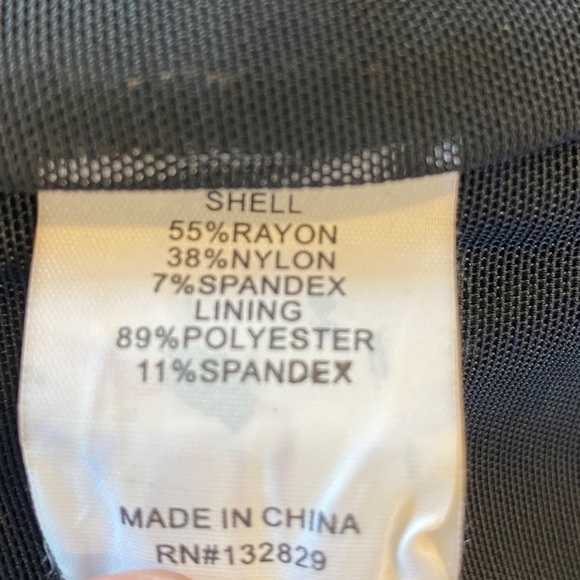 SHELL
55%RAYON
38%NYLON
7%SPANDEX
LINING
89%POLYESTER
11%SPANDEX
MADE IN CHINA
RN#132829